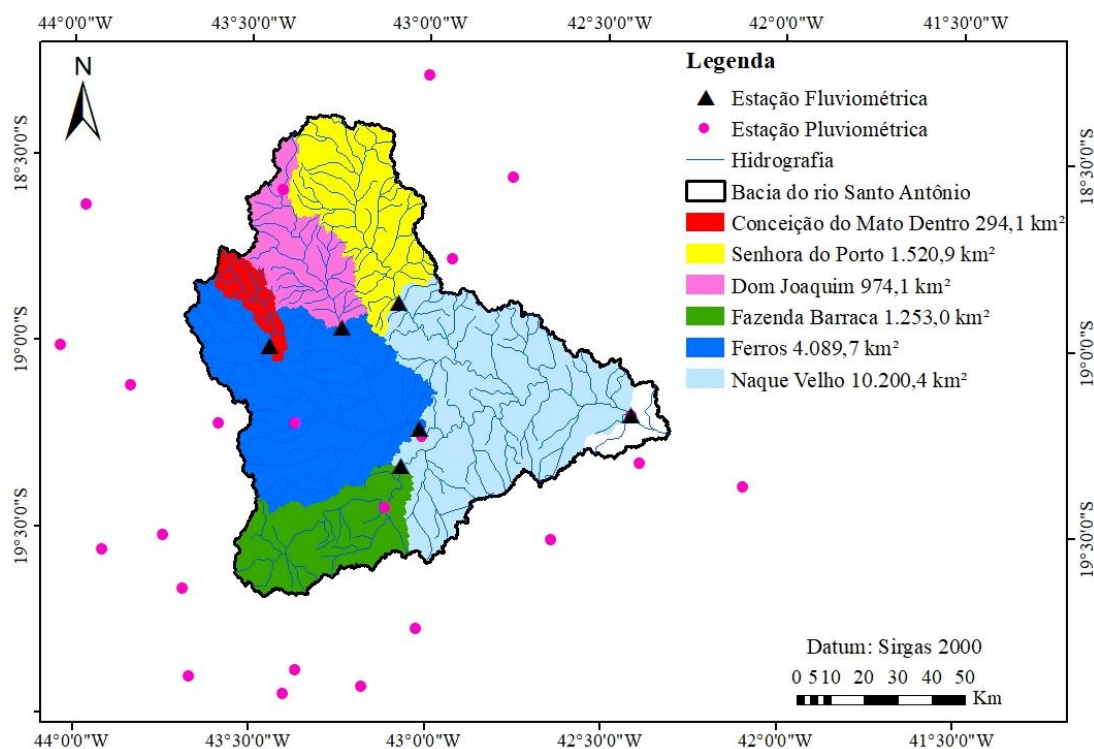 44°0'0"W 43°30'0"W 43°0'0"W 42°30'0"W 42°0'0"W 41°30'0"W
N
Legenda
Estação Fluviométrica
Estação Pluviométrica
Hidrografia
Bacia do rio Santo Antônio
Conceição do Mato Dentro 294,1 km²
Senhora do Porto 1.520,9 km²
Dom Joaquim 974,1 km²
Fazenda Barraca 1.253,0 km²
Ferros 4.089,7 km²
Naque Velho 10.200,4 km²
18°30'0"S
18°30'0"S
19°0'0"S
19°0'0"S
19°30'0"S
19°30'0"S
Datum: Sirgas 2000
0 5 10 20 30 40 50
Km
44°0'0"W 43°30'0"W 43°0'0"W 42°30'0"W 42°0'0"W 41°30'0"W